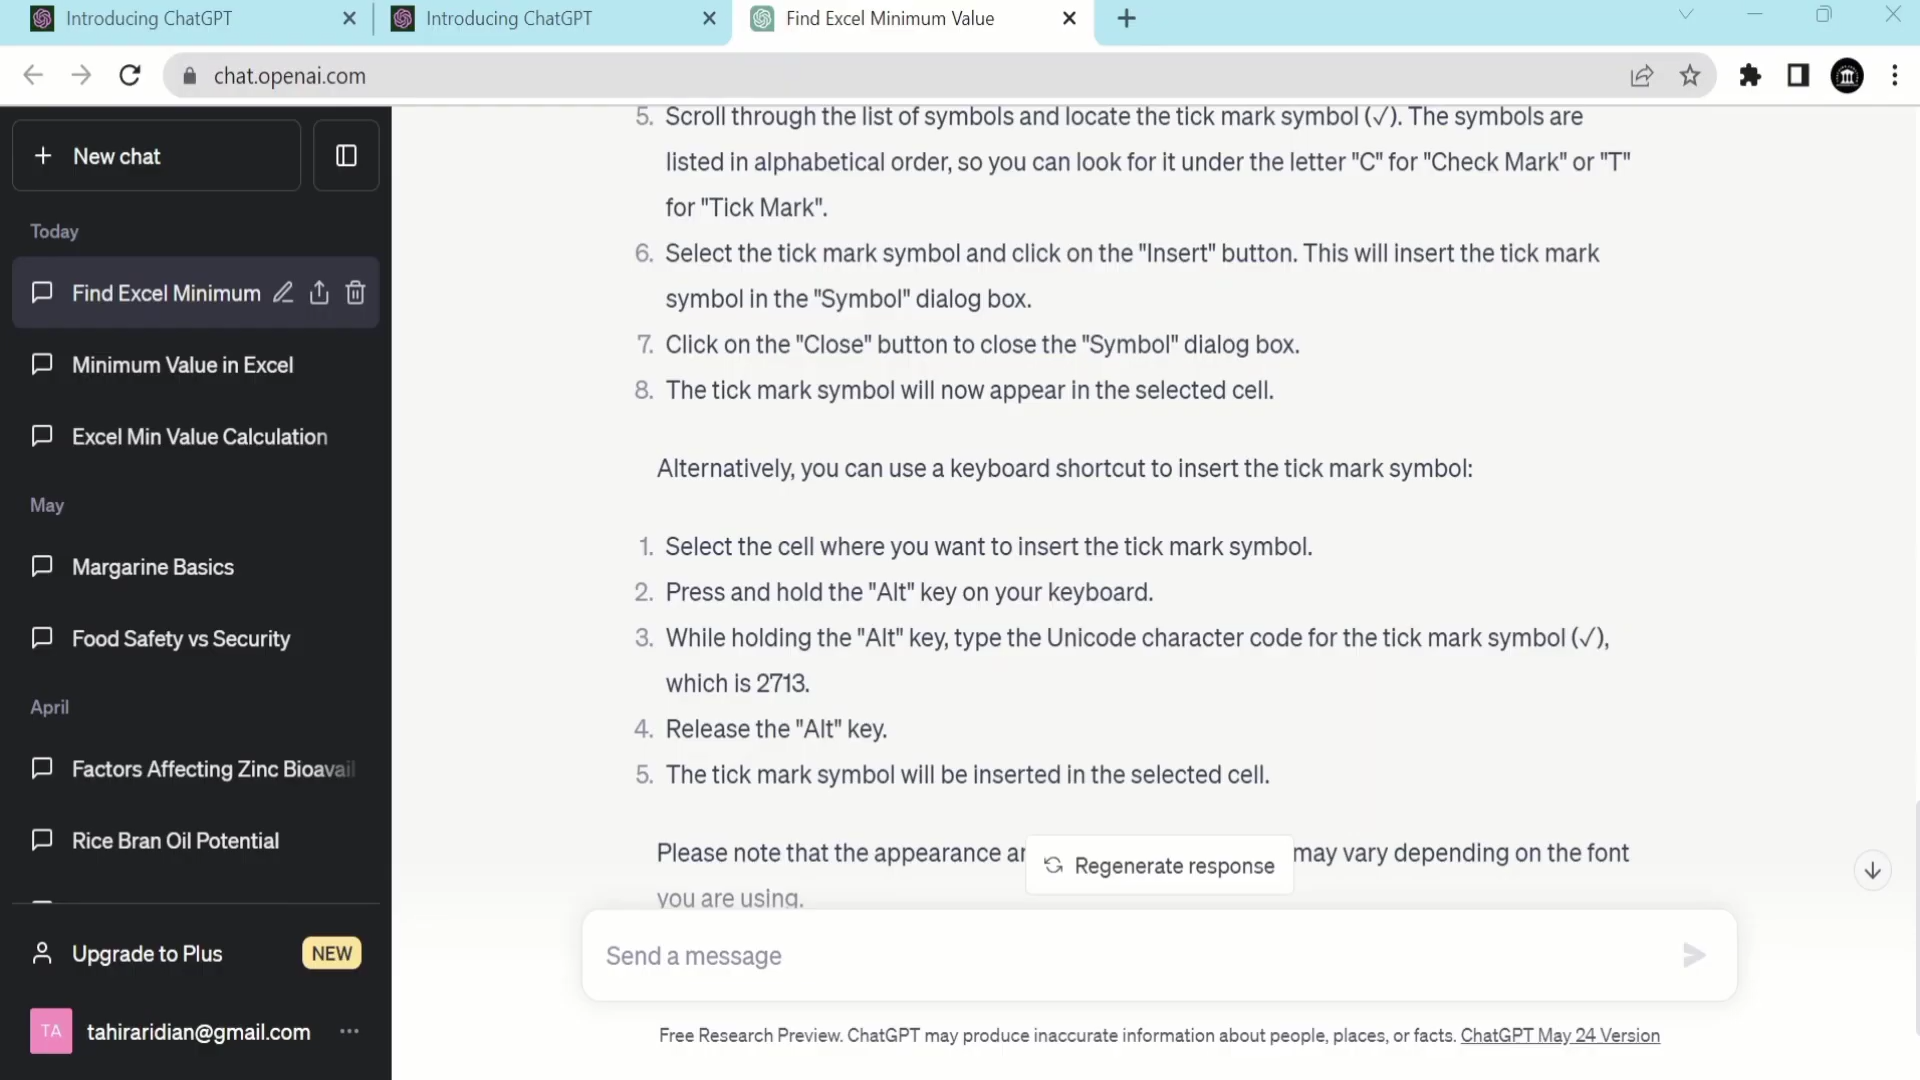 Introducing ChatGPT
Introducing ChatGPT
Find Excel Minimum Value
chat.openai.com
New chat
Today
Find Excel Minimum
Minimum Value in Excel
Excel Min Value Calculation
May
Margarine Basics
Food Safety vs Security
April
Factors Affecting Zinc Bioavail
Rice Bran Oil Potential
Upgrade to Plus
NEW
TA
tahiraridian@gmail.com
5. Scroll through the list of symbols and locate the tick mark symbol (✓). The symbols are
listed in alphabetical order, so you can look for it under the letter "C" for "Check Mark" or "T"
for "Tick Mark".
6. Select the tick mark symbol and click on the "Insert" button. This will insert the tick mark
symbol in the "Symbol" dialog box.
7. Click on the "Close" button to close the "Symbol" dialog box.
8. The tick mark symbol will now appear in the selected cell.
Alternatively, you can use a keyboard shortcut to insert the tick mark symbol:
1. Select the cell where you want to insert the tick mark symbol.
2. Press and hold the "Alt" key on your keyboard.
3. While holding the "Alt" key, type the Unicode character code for the tick mark symbol (✓),
which is 2713.
4. Release the "Alt" key.
5. The tick mark symbol will be inserted in the selected cell.
Please note that the appearance ar may vary depending on the font
Regenerate response
you are using.
Send a message
Free Research Preview. ChatGPT may produce inaccurate information about people, places, or facts. ChatGPT May 24 Version